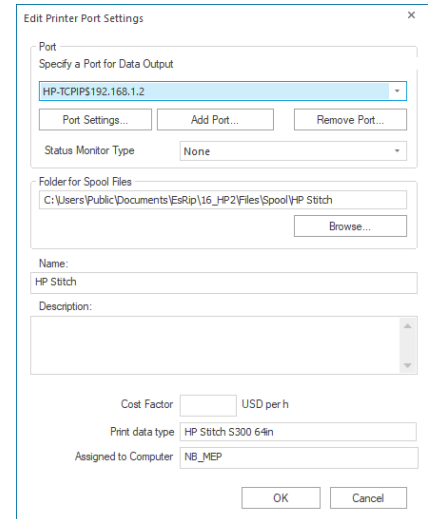 Edit Printer Port Settings
Port
Specify a Port for Data Output
HP-TCPIP$192.168.1.2
Port Settings... Add Port... Remove Port...
Status Monitor Type None
Folder for Spool Files
C:\Users\Public\Documents\EsRip\16_HP2\Files\Spool\HP Stitch
Browse...
Name:
HP Stitch
Description:
Cost Factor USD per h
Print data type HP Stitch S300 64in
Assigned to Computer NB_MEP
OK Cancel